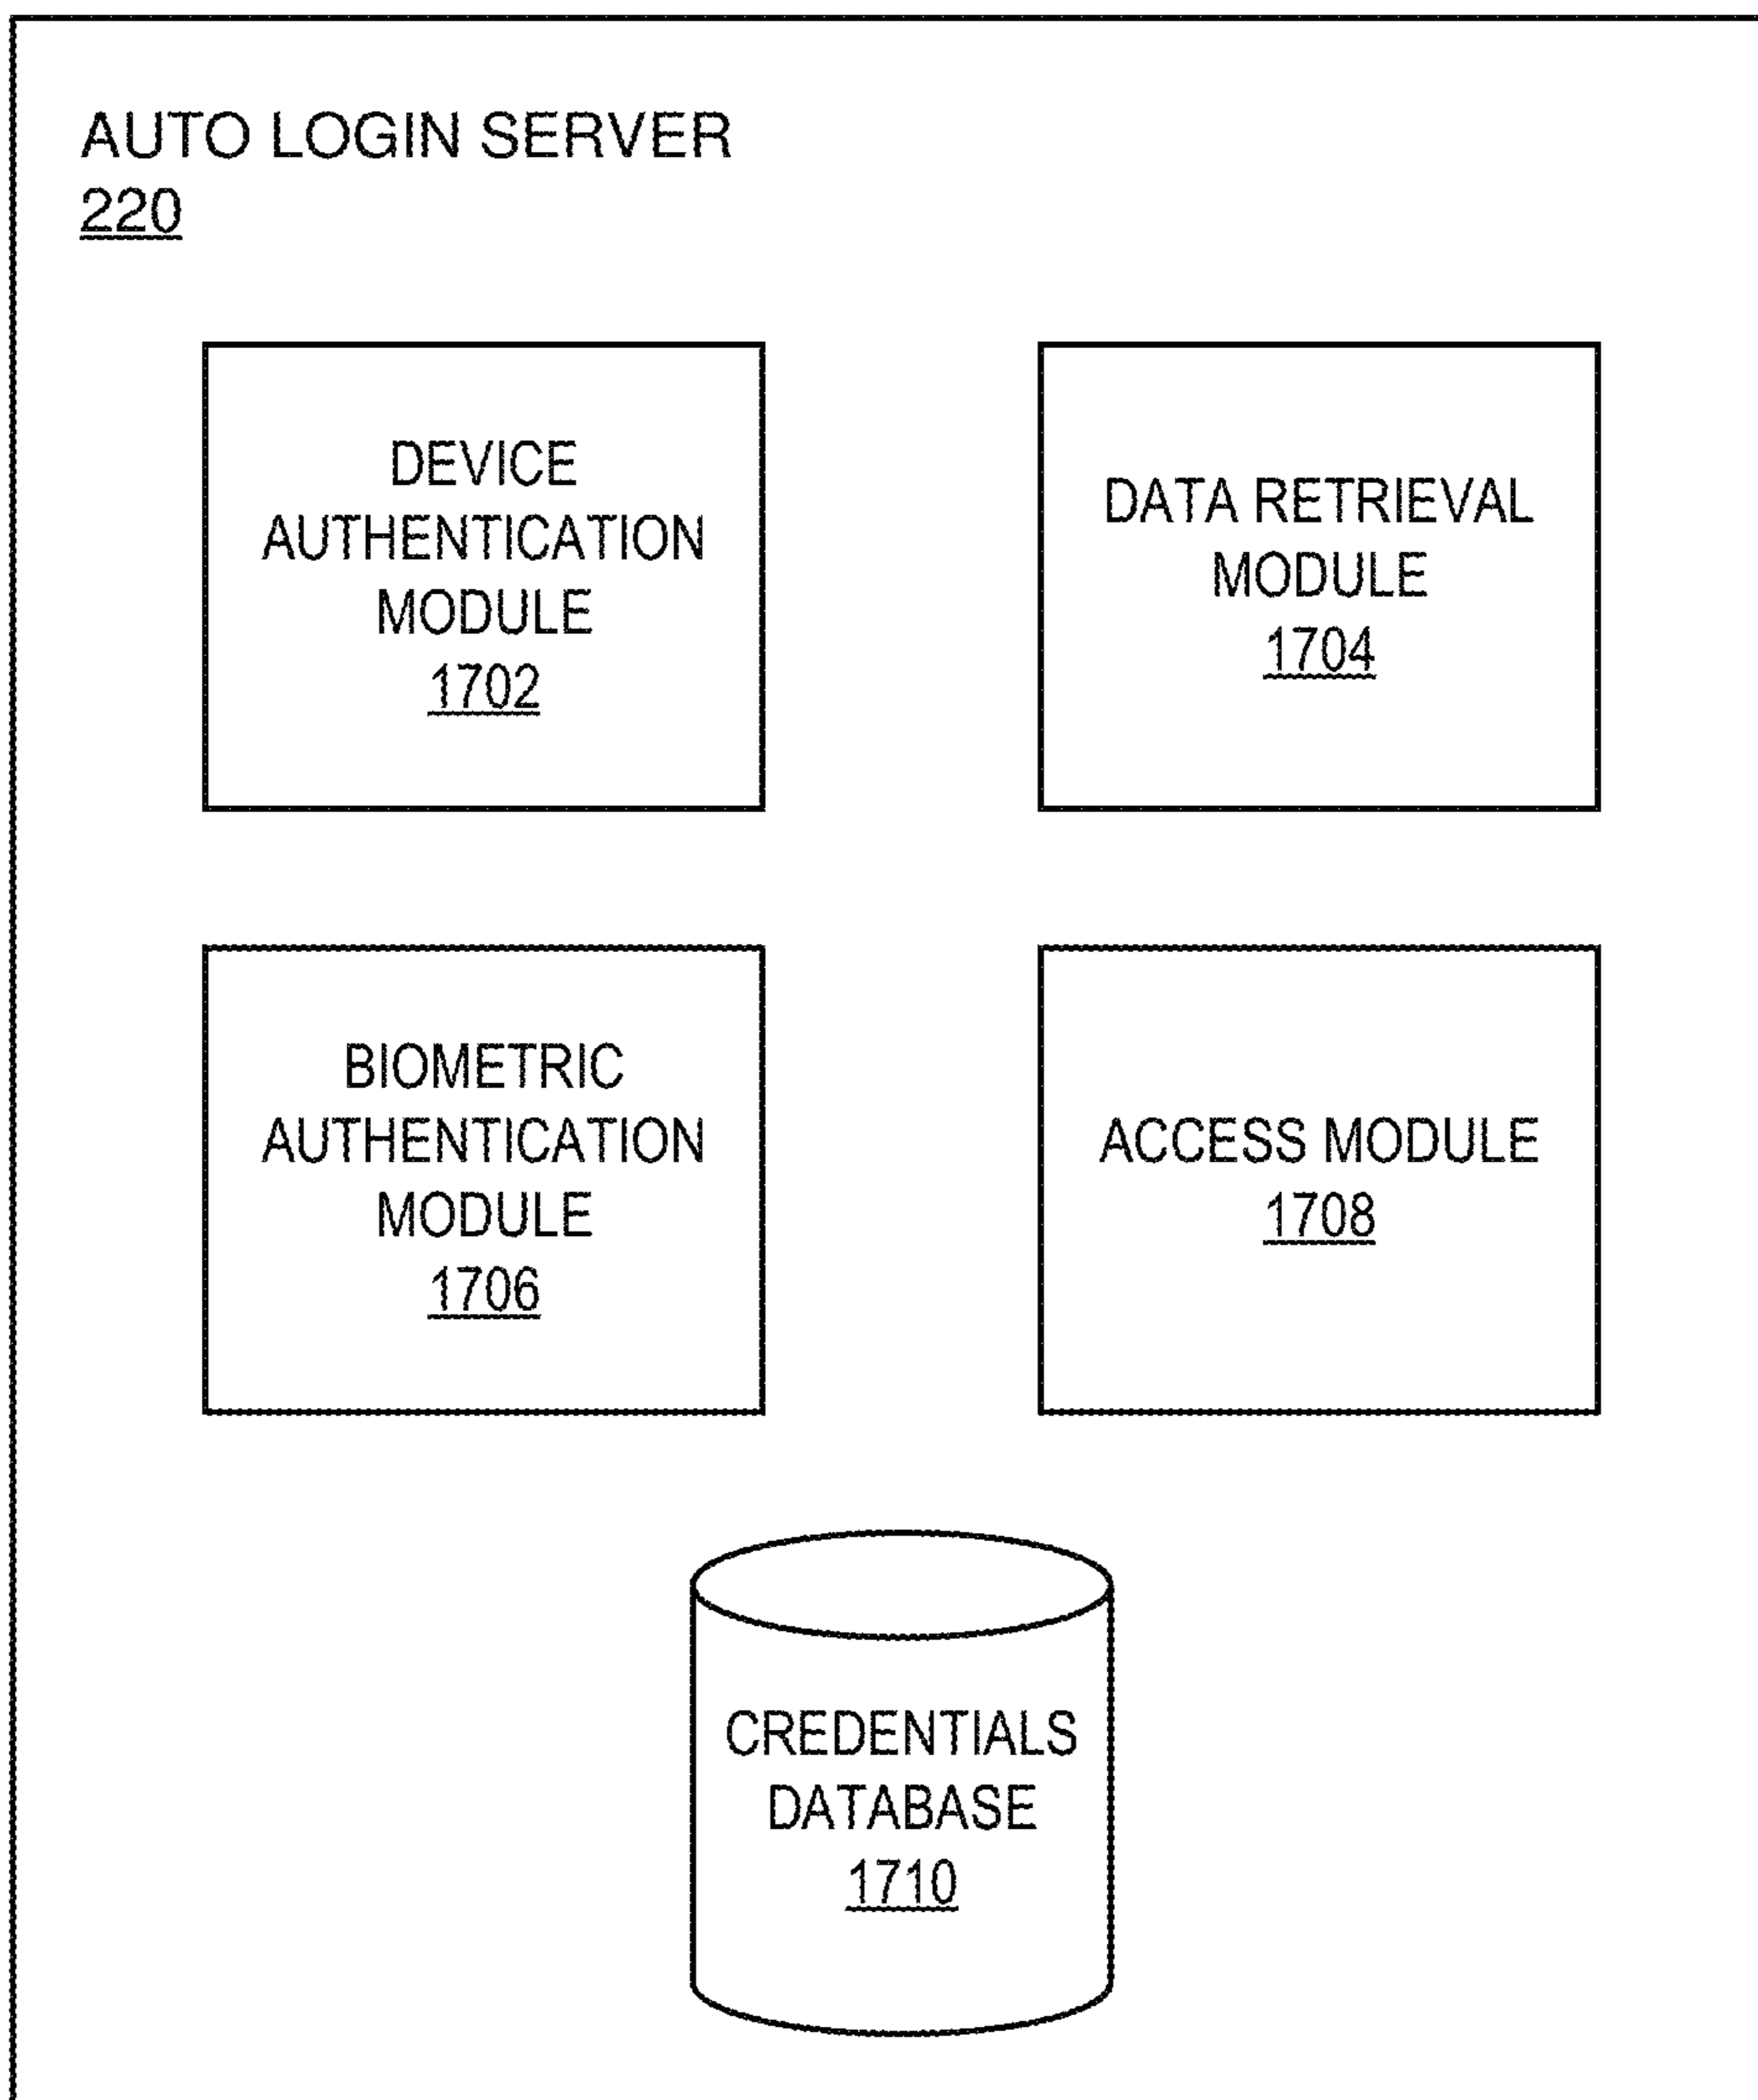 AUTO LOGIN SERVER
220
DEVICE
AUTHENTICATION
MODULE
1702
DATA RETRIEVAL
MODULE
1704
BIOMETRIC
AUTHENTICATION
MODULE
1706
ACCESS MODULE
1708
CREDENTIALS
DATABASE
1710